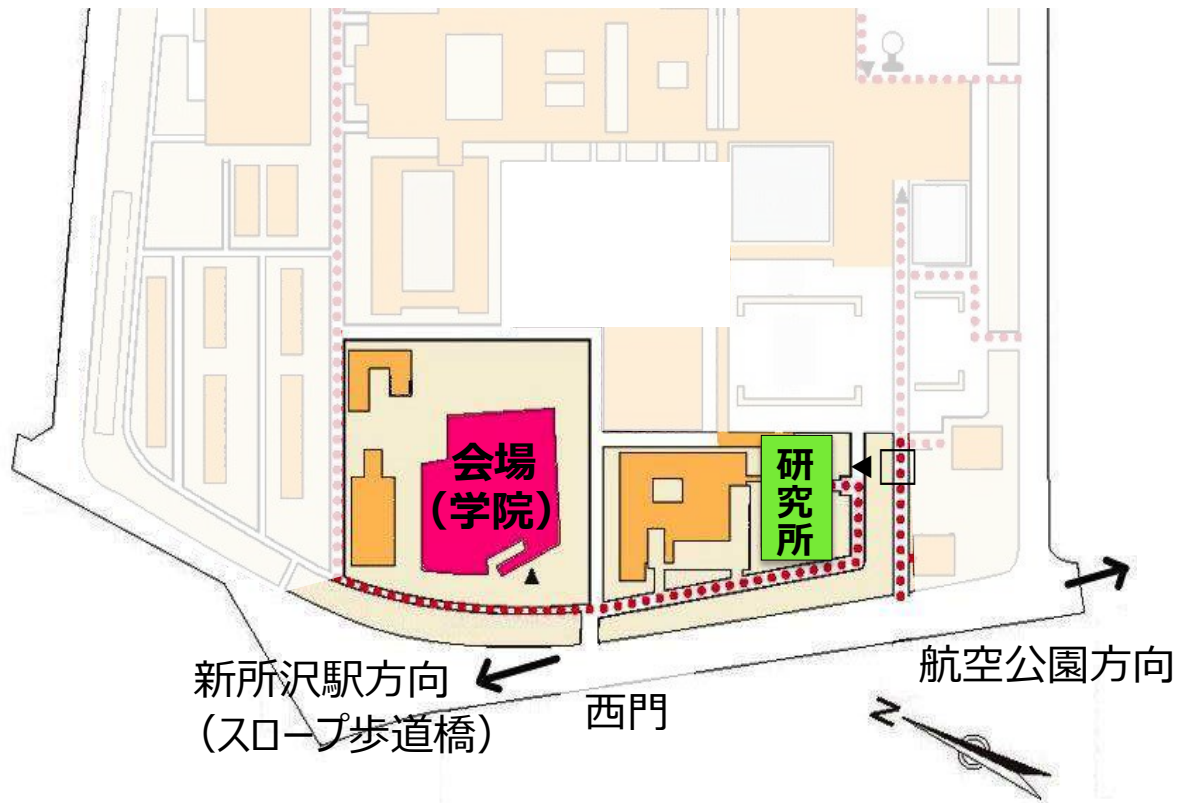 会場
（学院）
研
究
所
新所沢駅方向
（スロープ歩道橋）
西門
航空公園方向
N